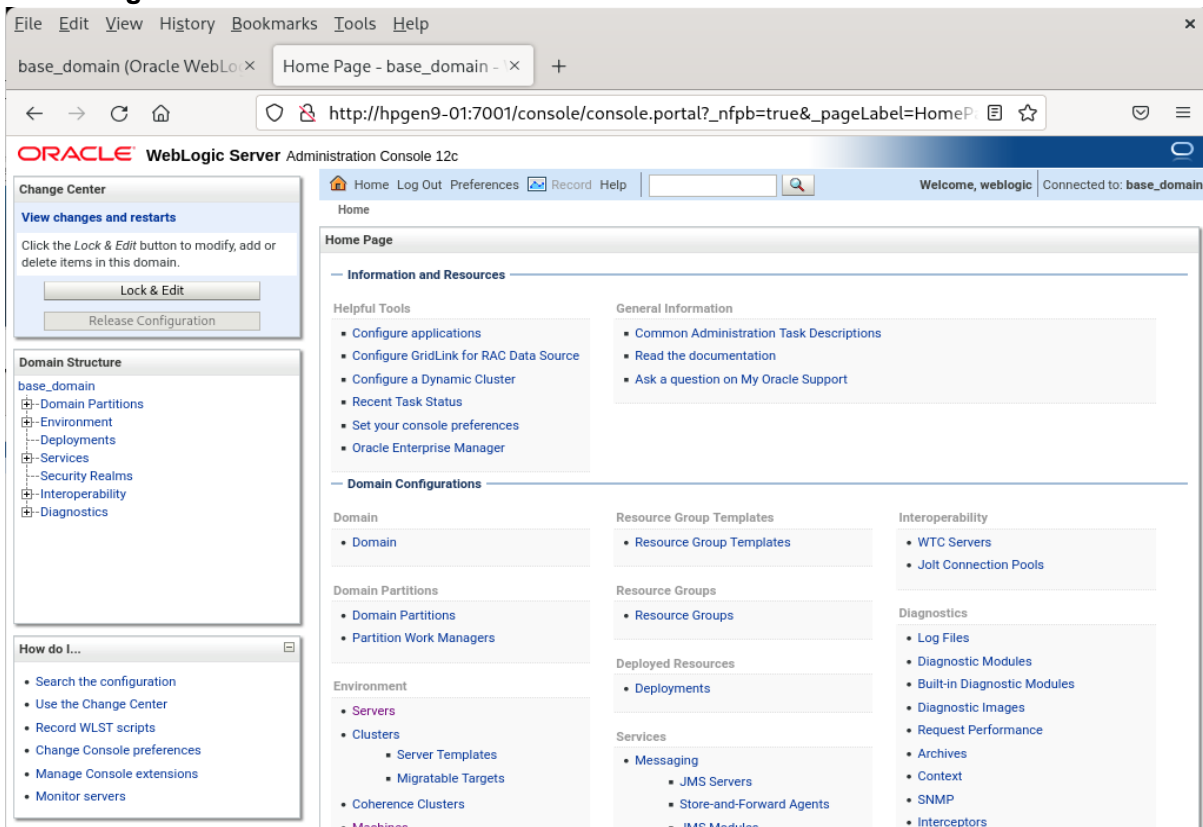 File Edit View History Bookmarks Tools Help
base_domain (Oracle WebLo
Home Page - base_domain -
http://hpgen9-01:7001/console/console.portal?_nfpb=true&_pageLabel=HomeP
ORACLE WebLogic Server Administration Console 12c
Change Center
View changes and restarts
Click the Lock & Edit button to modify, add or
delete items in this domain.
Lock & Edit
Release Configuration
Domain Structure
base_domain
Domain Partitions
Environment
Deployments
Services
Security Realms
Interoperability
Diagnostics
How do I...
Search the configuration
Use the Change Center
Record WLST scripts
Change Console preferences
Manage Console extensions
Monitor servers
Home Log Out Preferences Record Help
Welcome, weblogic Connected to: base_domain
Home
Home Page
Information and Resources
Helpful Tools
Configure applications
Configure GridLink for RAC Data Source
Configure a Dynamic Cluster
Recent Task Status
Set your console preferences
Oracle Enterprise Manager
General Information
Common Administration Task Descriptions
Read the documentation
Ask a question on My Oracle Support
Domain Configurations
Domain
Domain
Domain Partitions
Domain Partitions
Partition Work Managers
Environment
Servers
Clusters
Server Templates
Migratable Targets
Coherence Clusters
Machines
Resource Group Templates
Resource Group Templates
Resource Groups
Resource Groups
Deployed Resources
Deployments
Services
Messaging
JMS Servers
Store-and-Forward Agents
JMS Modules
Interoperability
WTC Servers
Jolt Connection Pools
Diagnostics
Log Files
Diagnostic Modules
Built-in Diagnostic Modules
Diagnostic Images
Request Performance
Archives
Context
SNMP
Interceptors